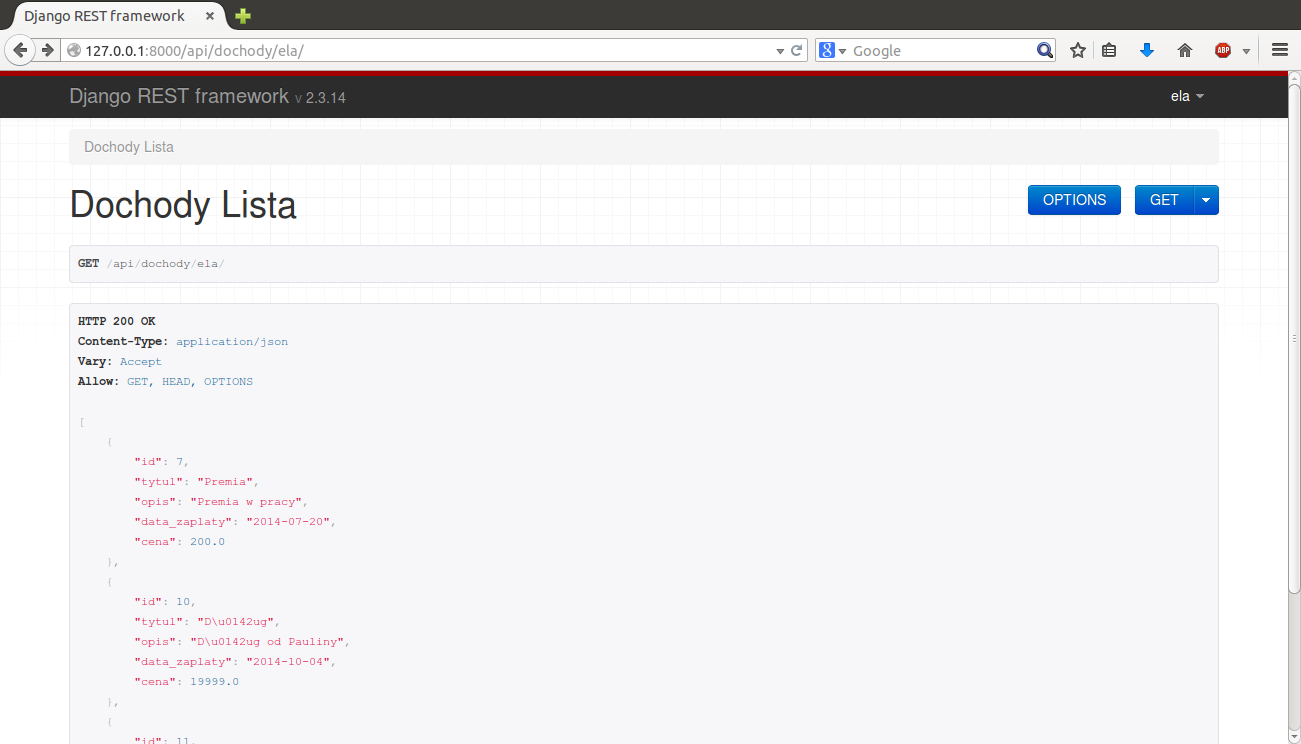 Django REST framework
127.0.0.1:8000/api/dochody/ela/
Google
ABP
Django REST framework v 2.3.14
ela
Dochody Lista
Dochody Lista
OPTIONS
GET
GET /api/dochody/ela/
HTTP 200 OK
Content-Type: application/json
Vary: Accept
Allow: GET, HEAD, OPTIONS
[
{
"id": 7,
"tytul": "Premia",
"opis": "Premia w pracy",
"data_zaplaty": "2014-07-20",
"cena": 200.0
},
{
"id": 10,
"tytul": "D\u0142ug",
"opis": "D\u0142ug od Pauliny",
"data_zaplaty": "2014-10-04",
"cena": 19999.0
},
{
"id": 11,